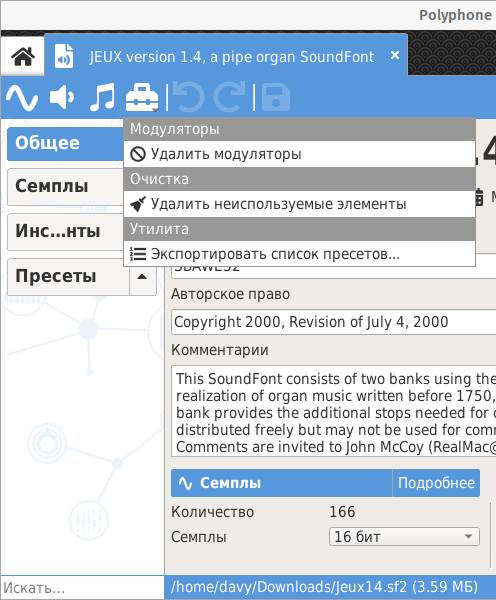 Polyphone
JEUX version 1.4, a pipe organ SoundFont
Общее
Модуляторы
Удалить модуляторы
Семплы
Очистка
Удалить неиспользуемые элементы
Инс...нты
Утилита
Экспортировать список пресетов...
Пресеты
SBAWE32
Авторское право
Copyright 2000, Revision of July 4, 2000
Комментарии
This SoundFont consists of two banks using the
realization of organ music written before 1750,
bank provides the additional stops needed for
distributed freely but may not be used for com
Comments are invited to John McCoy (RealMac@
Семплы Подробнее
Количество 166
Семплы 16 бит
Искать...
/home/davy/Downloads/Jeux14.sf2 (3.59 МБ)